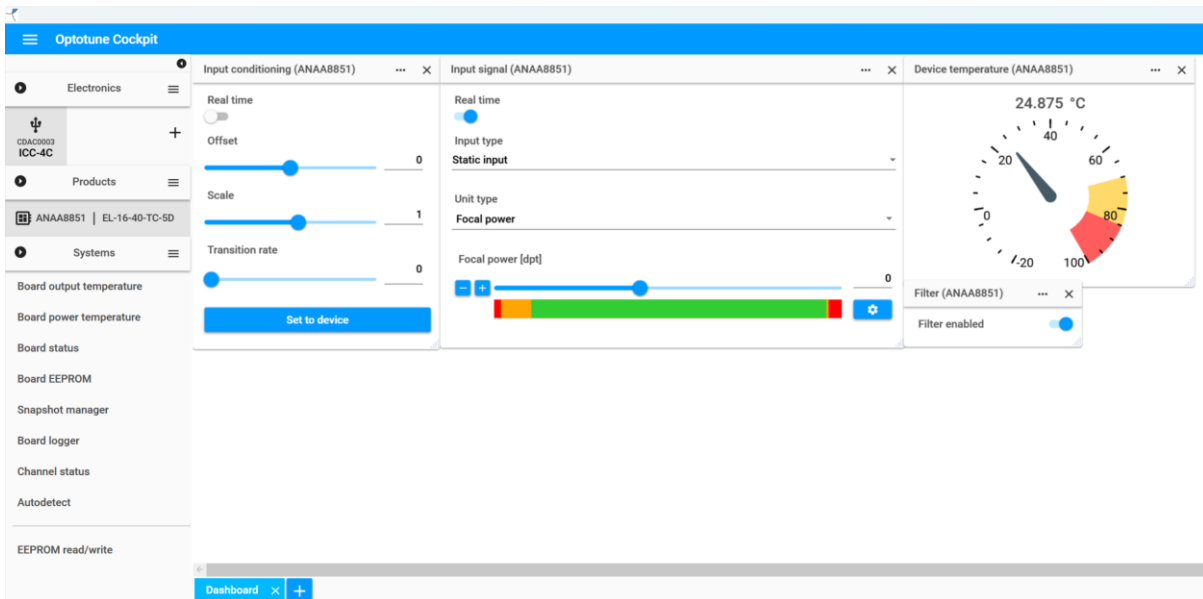 Optotune Cockpit
Electronics
CDAC0003
ICC-4C
Products
ANAA8851 | EL-16-40-TC-5D
Systems
Board output temperature
Board power temperature
Board status
Board EEPROM
Snapshot manager
Board logger
Channel status
Autodetect
EEPROM read/write
Input conditioning (ANAA8851)
Real time
Offset
0
Scale
1
Transition rate
0
Set to device
Input signal (ANAA8851)
Real time
Input type
Static input
Unit type
Focal power
Focal power [dpt]
0
Device temperature (ANAA8851)
24.875 °C
40
20
60
0
80
-20
100
Filter (ANAA8851)
Filter enabled
Dashboard